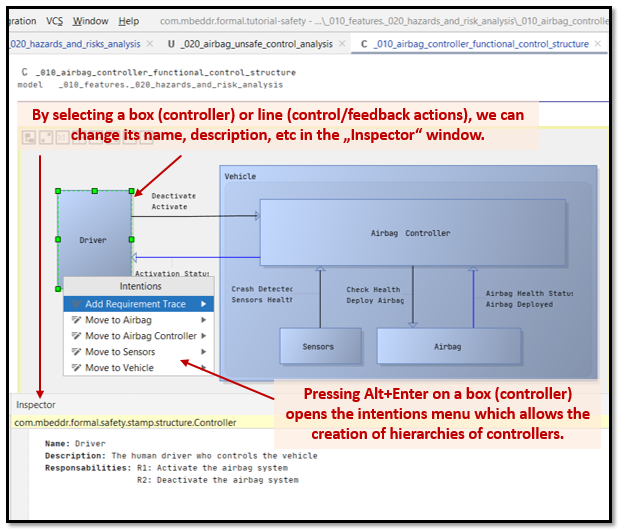 gration VCS Window Help com.mbeddr.formal.tutorial-safety - ...\_010_features._020_hazards_and_risk_analysis\_010_airbag_controlle
_020_hazards_and_risks_analysis × U _020_airbag_unsafe_control_analysis × C _010_airbag_controller_functional_control_structure ×
C _010_airbag_controller_functional_control_structure
model _010_features._020_hazards_and_risk_analysis
By selecting a box (controller) or line (control/feedback actions), we can
change its name, description, etc in the „Inspector“ window.
Vehicle
Deactivate
Activate
Driver
Airbag Controller
Activation Status
Intentions
Add Requirement Trace
Move to Airbag
Move to Airbag Controller
Move to Sensors
Move to Vehicle
Crash Detected
Sensors Health
Check Health
Deploy Airbag
Airbag Health Status
Airbag Deployed
Sensors
Airbag
Pressing Alt+Enter on a box (controller)
opens the intentions menu which allows the
creation of hierarchies of controllers.
Inspector
com.mbeddr.formal.safety.stamp.structure.Controller
Name: Driver
Description: The human driver who controls the vehicle
Responsabilities: R1: Activate the airbag system
R2: Deactivate the airbag system